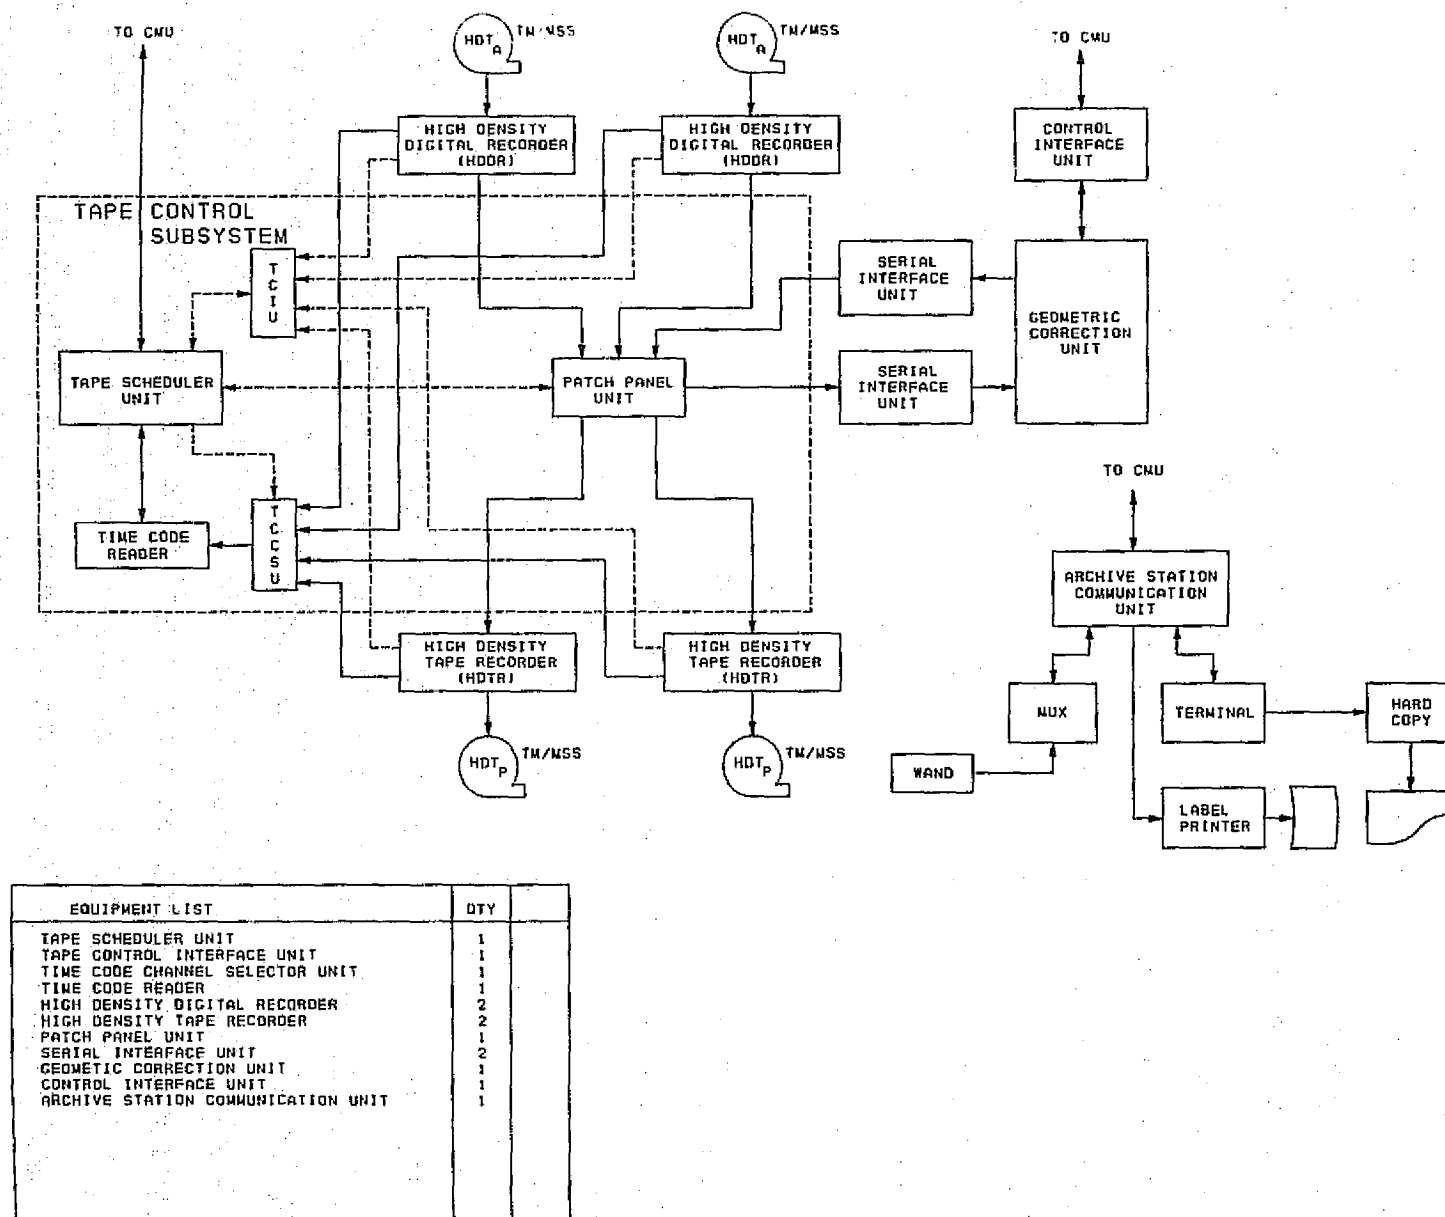 TO CMU
HDT A
TM/MSS
HDT A
TM/MSS
TO CMU
HIGH DENSITY
DIGITAL RECORDER
(HDDR)
HIGH DENSITY
DIGITAL RECORDER
(HDDR)
CONTROL
INTERFACE
UNIT
TAPE CONTROL
SUBSYSTEM
TCIU
SERIAL
INTERFACE
UNIT
GEOMETRIC
CORRECTION
UNIT
TAPE SCHEDULER
UNIT
PATCH PANEL
UNIT
SERIAL
INTERFACE
UNIT
TIME CODE
READER
TCCSU
TO CMU
ARCHIVE STATION
COMMUNICATION
UNIT
HIGH DENSITY
TAPE RECORDER
(HDTR)
HIGH DENSITY
TAPE RECORDER
(HDTR)
MUX
TERMINAL
HARD
COPY
HDT P
TM/MSS
HDT P
TM/MSS
WAND
LABEL
PRINTER
EQUIPMENT LIST QTY
TAPE SCHEDULER UNIT 1
TAPE CONTROL INTERFACE UNIT 1
TIME CODE CHANNEL SELECTOR UNIT 1
TIME CODE READER 1
HIGH DENSITY DIGITAL RECORDER 2
HIGH DENSITY TAPE RECORDER 2
PATCH PANEL UNIT 1
SERIAL INTERFACE UNIT 2
GEOMETIC CORRECTION UNIT 1
CONTROL INTERFACE UNIT 1
ARCHIVE STATION COMMUNICATION UNIT 1